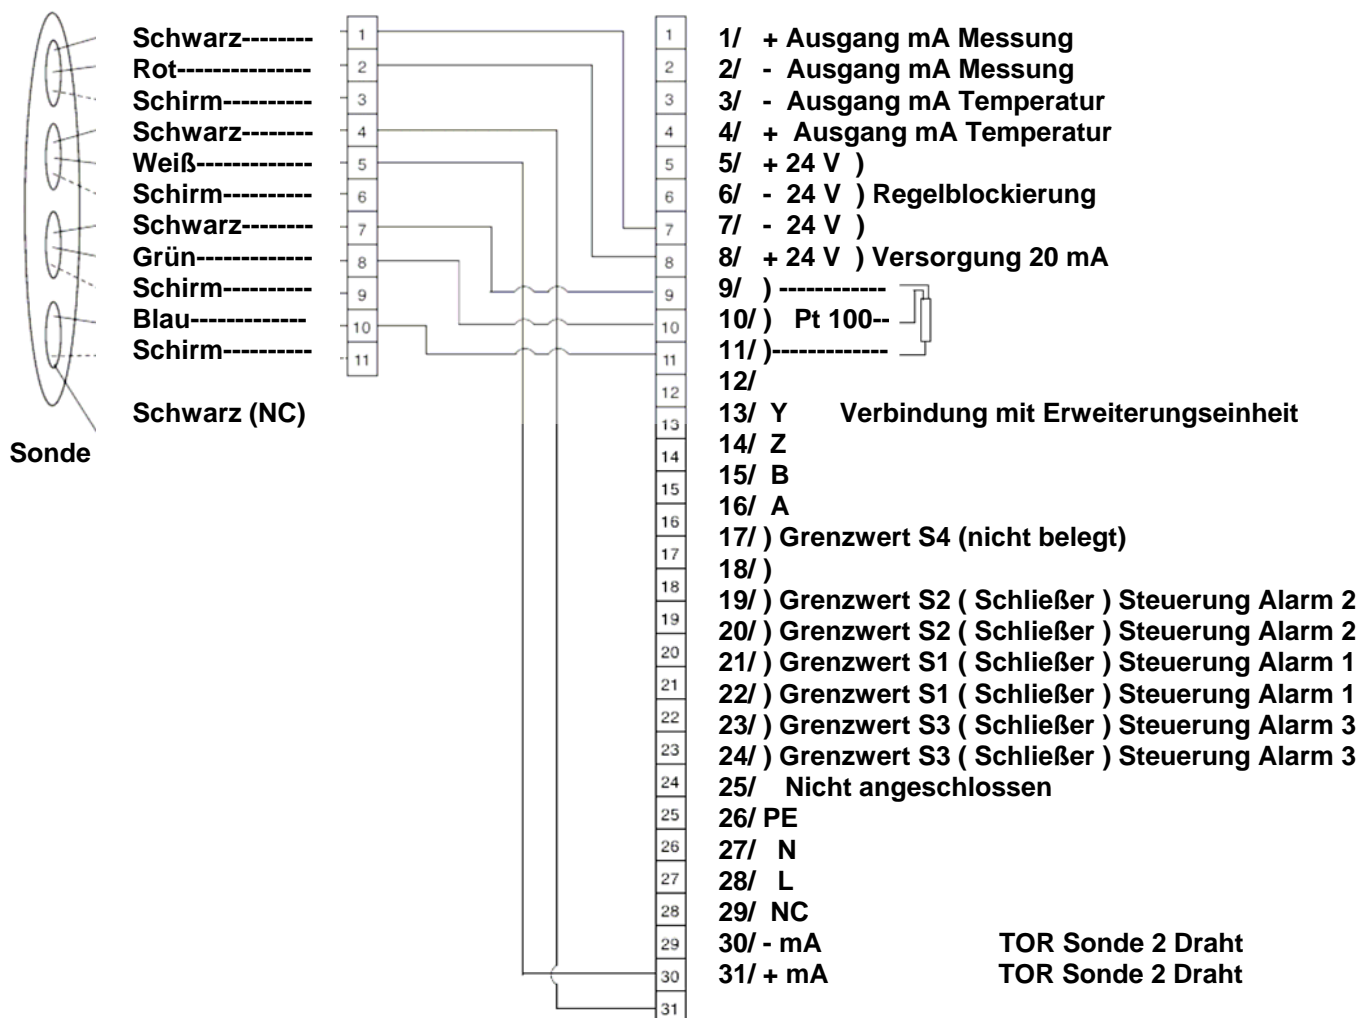 Schwarz--------
Rot---------------
Schirm----------
Schwarz--------
Weiß-------------
Schirm----------
Schwarz--------
Grün-------------
Schirm----------
Blau-------------
Schirm----------
Schwarz (NC)
Sonde
1
2
3
4
5
6
7
8
9
10
11
1
2
3
4
5
6
7
8
9
10
11
12
13
14
15
16
17
18
19
20
21
22
23
24
25
26
27
28
29
30
31
1/ + Ausgang mA Messung
2/ - Ausgang mA Messung
3/ - Ausgang mA Temperatur
4/ + Ausgang mA Temperatur
5/ + 24 V )
6/ - 24 V ) Regelblockierung
7/ - 24 V )
8/ + 24 V ) Versorgung 20 mA
9/ ) ------------
10/ ) Pt 100--
11/ )-------------
12/
13/ Y Verbindung mit Erweiterungseinheit
14/ Z
15/ B
16/ A
17/ ) Grenzwert S4 (nicht belegt)
18/ )
19/ ) Grenzwert S2 ( Schließer ) Steuerung Alarm 2
20/ ) Grenzwert S2 ( Schließer ) Steuerung Alarm 2
21/ ) Grenzwert S1 ( Schließer ) Steuerung Alarm 1
22/ ) Grenzwert S1 ( Schließer ) Steuerung Alarm 1
23/ ) Grenzwert S3 ( Schließer ) Steuerung Alarm 3
24/ ) Grenzwert S3 ( Schließer ) Steuerung Alarm 3
25/ Nicht angeschlossen
26/ PE
27/ N
28/ L
29/ NC
30/ - mA TOR Sonde 2 Draht
31/ + mA TOR Sonde 2 Draht